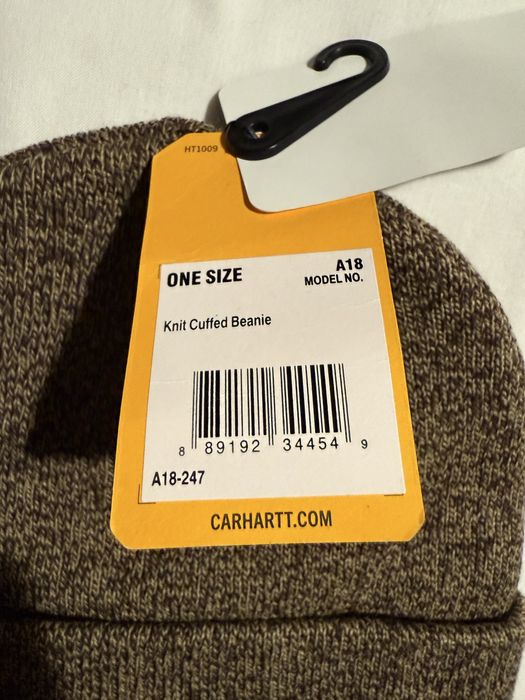 HT1009
ONE SIZE
A18
MODEL NO.
Knit Cuffed Beanie
8 89192 34454 9
A18-247
CARHARTT.COM